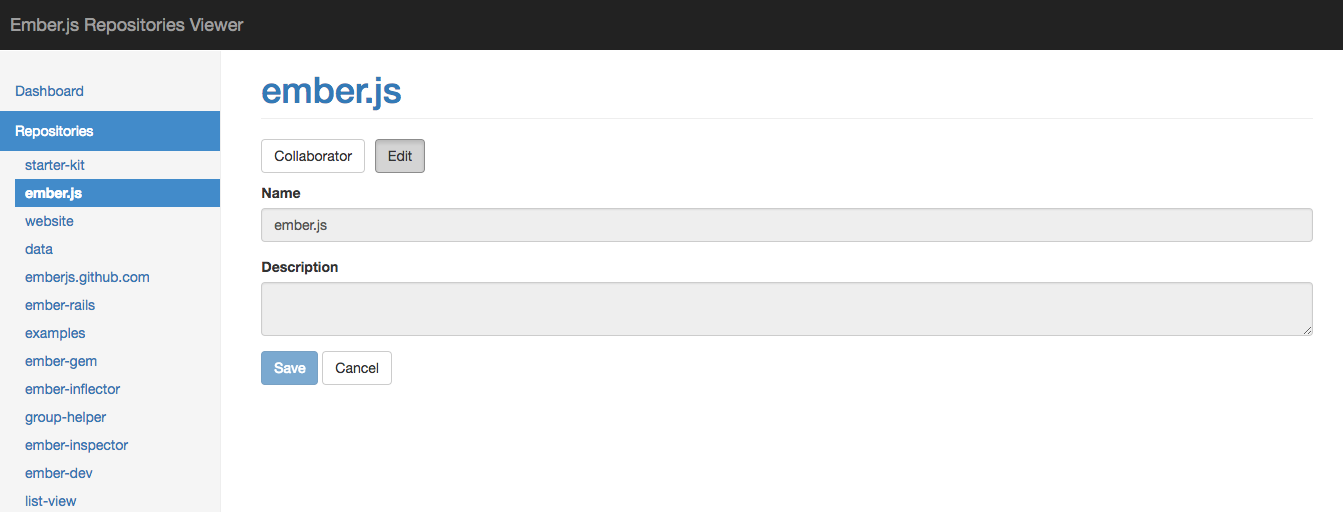 Ember.js Repositories Viewer
Dashboard
Repositories
starter-kit
ember.js
website
data
emberjs.github.com
ember-rails
examples
ember-gem
ember-inflector
group-helper
ember-inspector
ember-dev
list-view
ember.js
Collaborator Edit
Name
ember.js
Description
Save Cancel